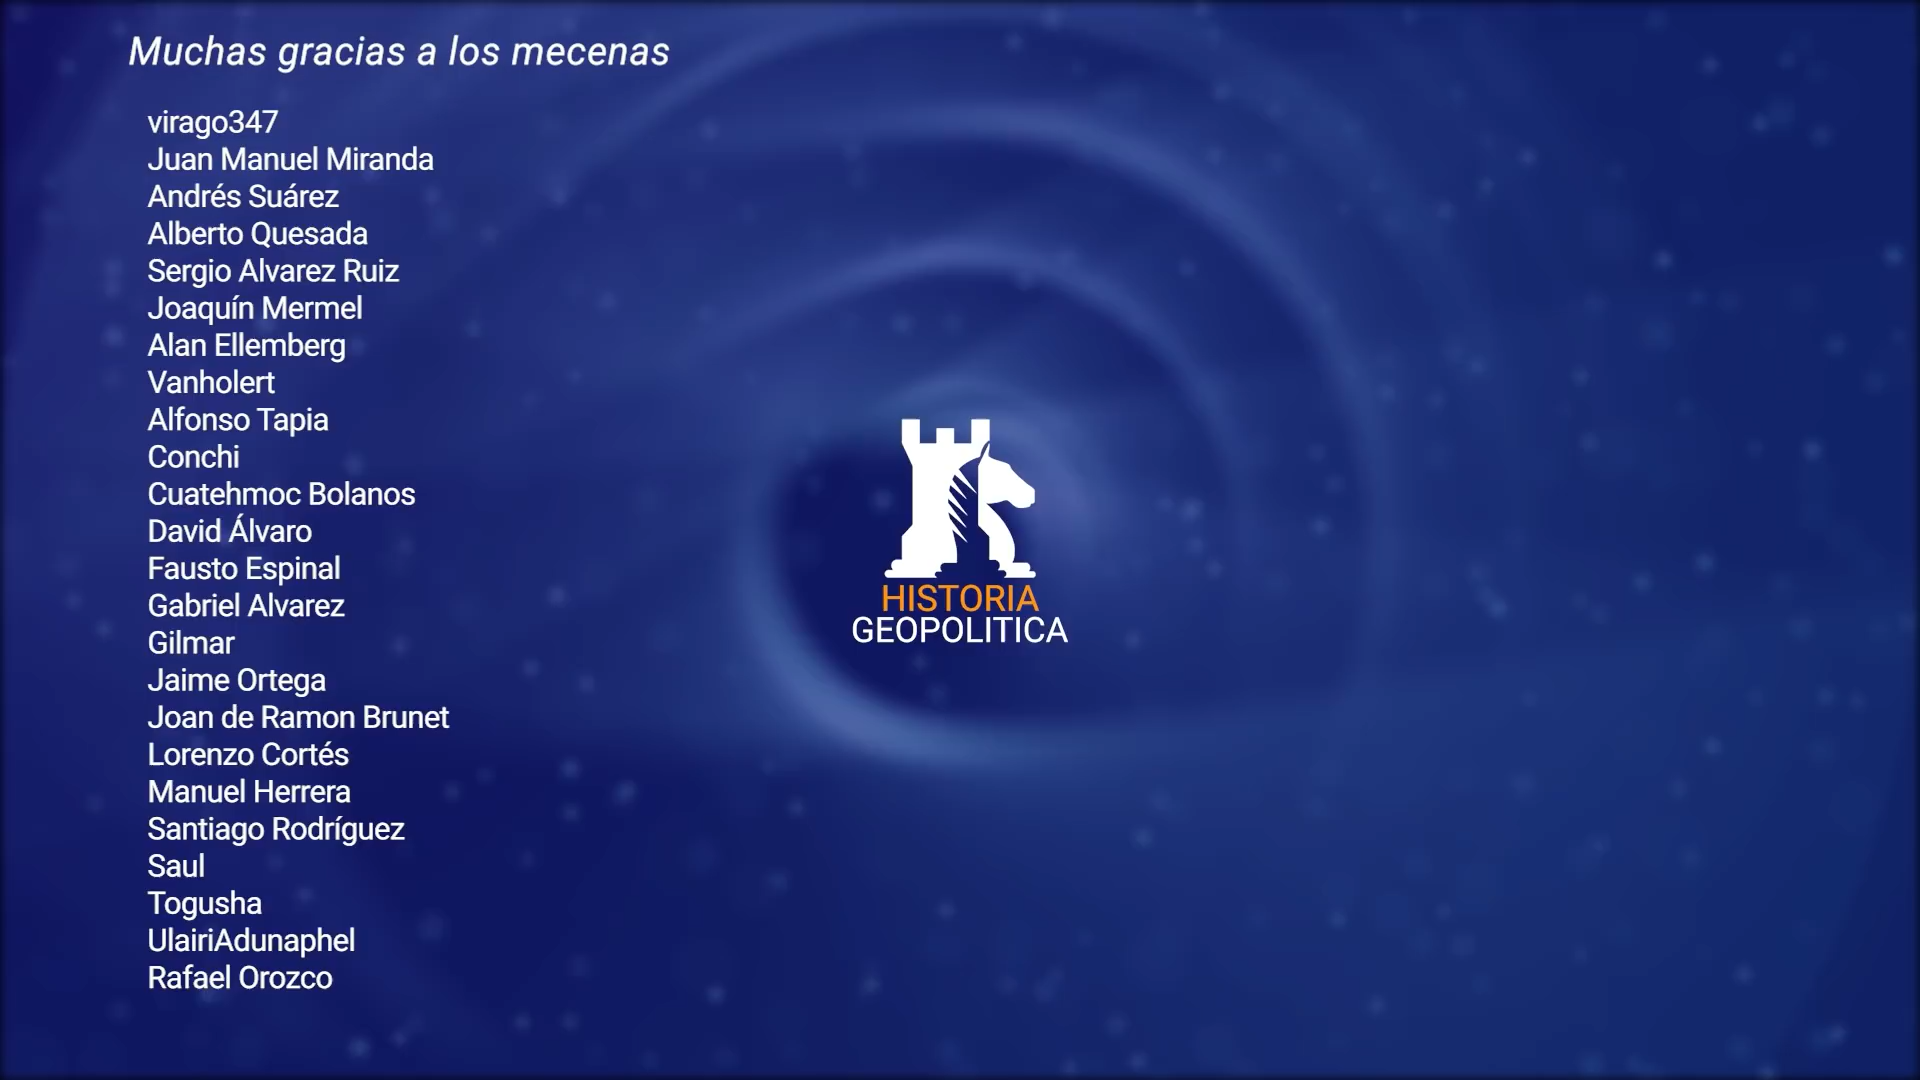 Muchas gracias a los mecenas
virago347
Juan Manuel Miranda
Andrés Suárez
Alberto Quesada
Sergio Alvarez Ruiz
Joaquín Mermel
Alan Ellemberg
Vanholert
Alfonso Tapia
Conchi
Cuatehmoc Bolanos
David Álvaro
Fausto Espinal
Gabriel Alvarez
Gilmar
Jaime Ortega
Joan de Ramon Brunet
Lorenzo Cortés
Manuel Herrera
Santiago Rodríguez
Saul
Togusha
UlairiAdunaphel
Rafael Orozco
HISTORIA
GEOPOLITICA